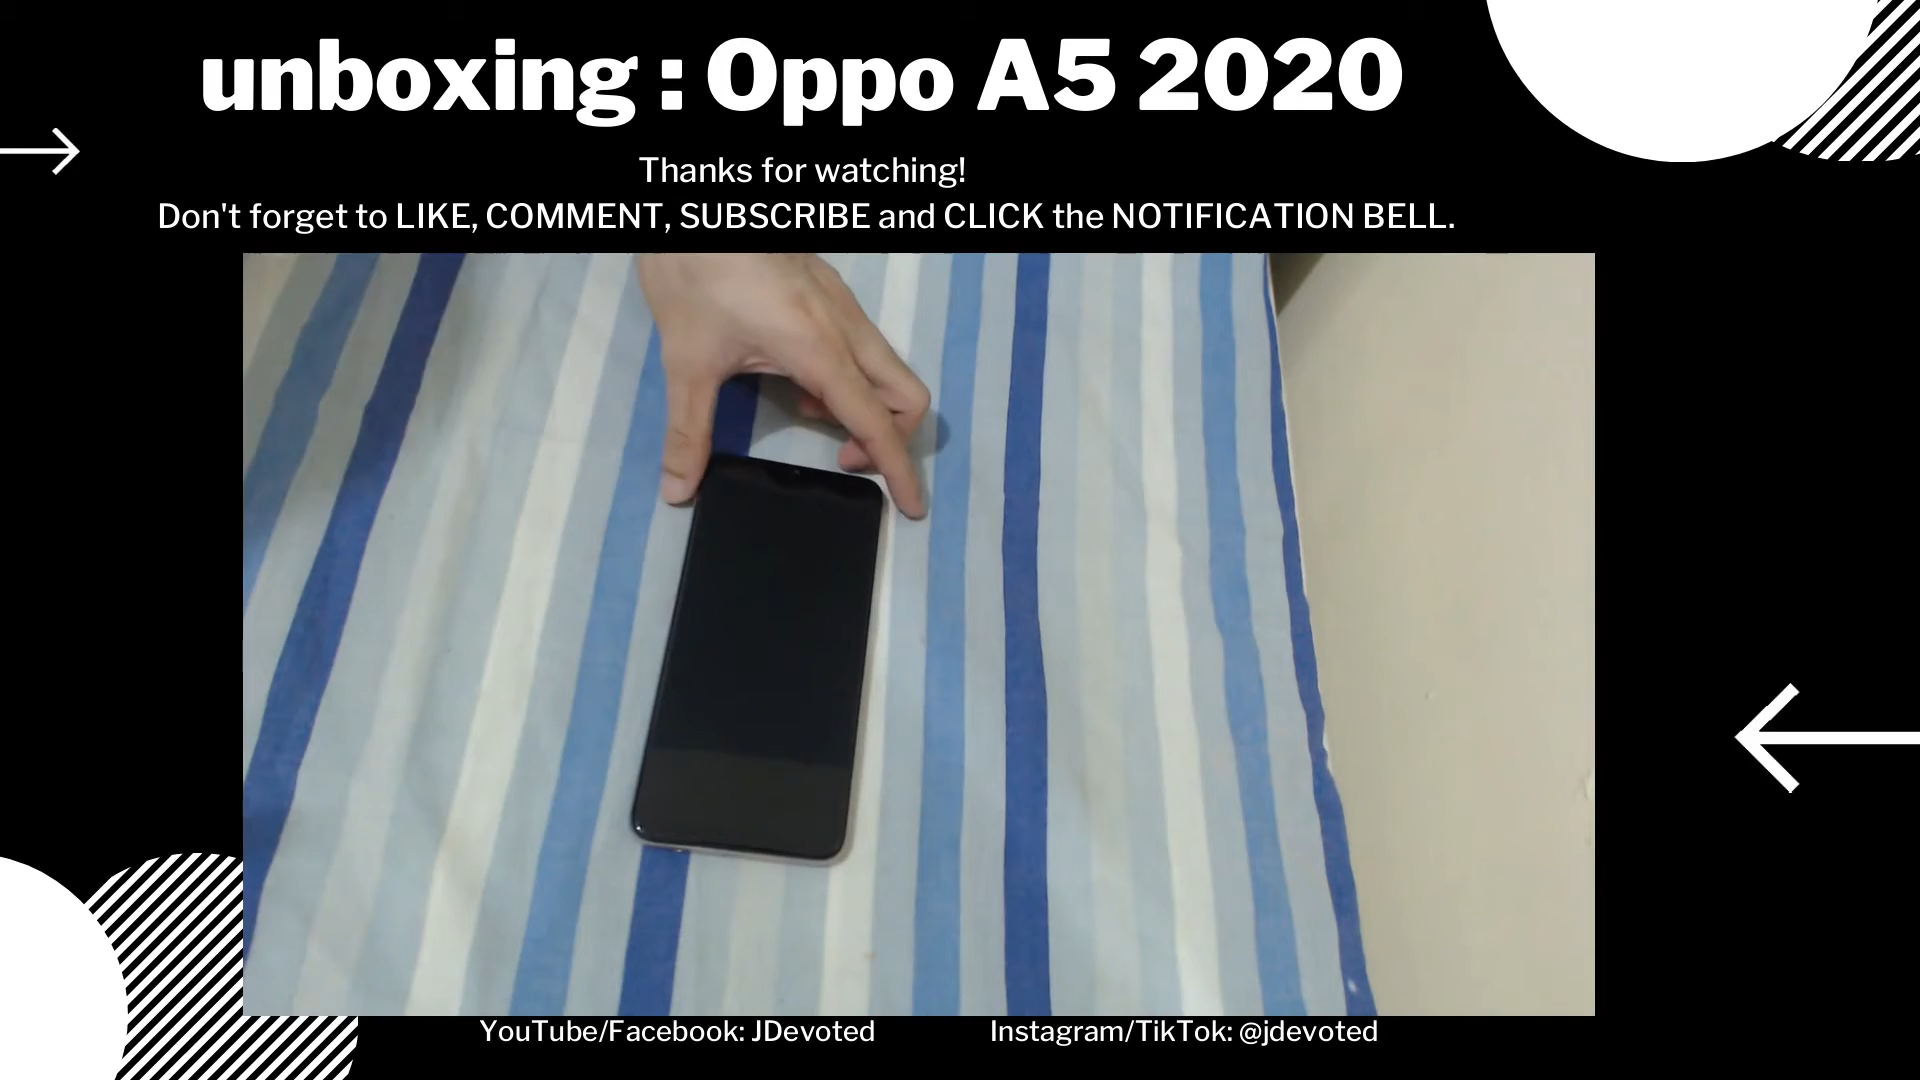 unboxing : Oppo A5 2020
Thanks for watching!
Don't forget to LIKE, COMMENT, SUBSCRIBE and CLICK the NOTIFICATION BELL.
YouTube/Facebook: JDevoted
Instagram/TikTok: @jdevoted